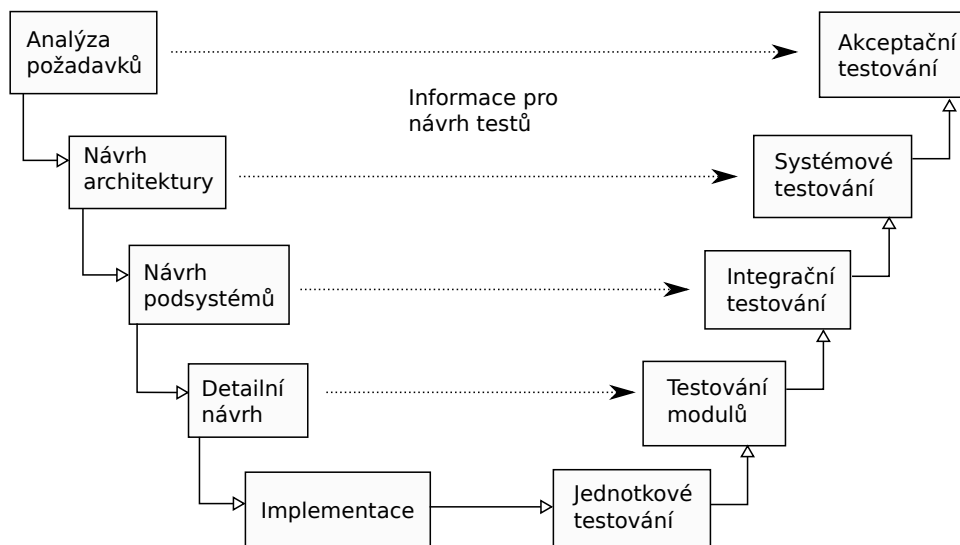 Analýza
požadavků
Akceptační
testování
Informace pro
návrh testů
Návrh
architektury
Systémové
testování
Návrh
podsystémů
Integrační
testování
Detailní
návrh
Testování
modulů
Implementace
Jednotkové
testování